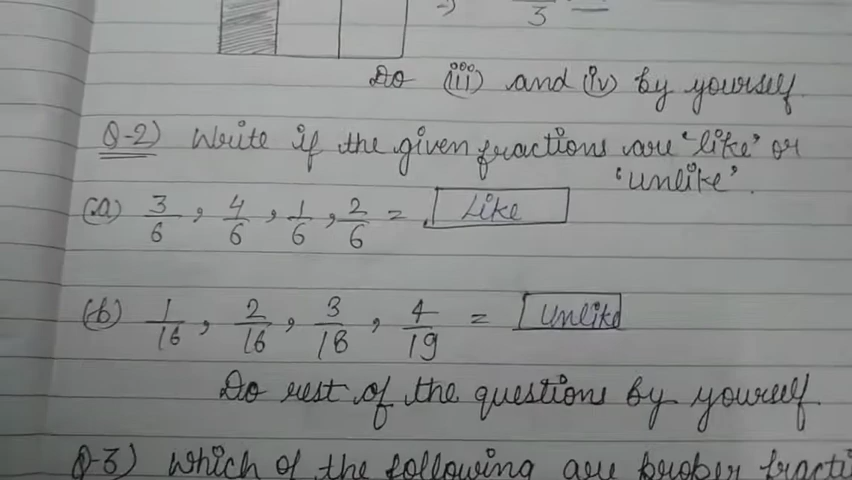 3
Do (iii) and (iv) by yourself
Q-2) Write if the given fractions are 'like' or
'unlike'.
(a) 3/6, 4/6, 1/6, 2/6 = Like
(b) 1/16, 2/16, 3/18, 4/19 = Unlike
Do rest of the questions by yourself.
Q-3) Which of the following are proper fracti